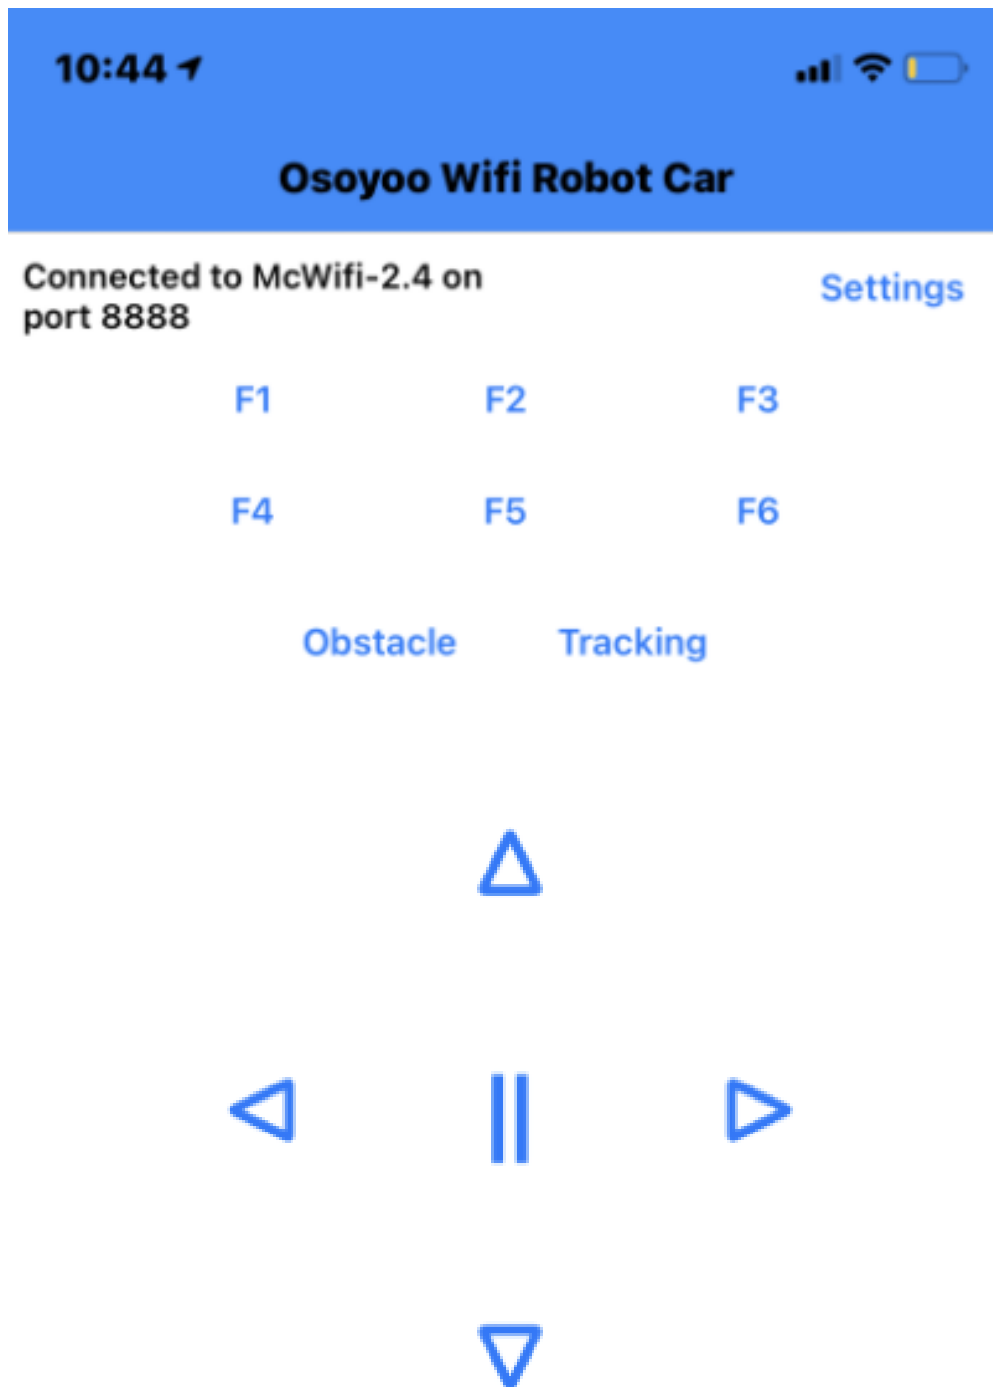 10:44
Osoyoo Wifi Robot Car
Connected to McWifi-2.4 on
port 8888
Settings
F1 F2 F3
F4 F5 F6
Obstacle Tracking